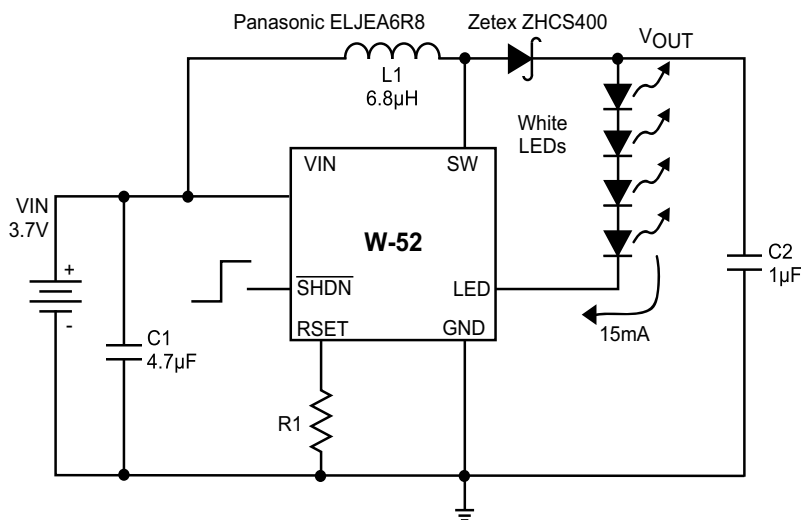 Panasonic ELJEA6R8
Zetex ZHCS400
VOUT
L1
6.8µH
White
LEDs
VIN
SW
VIN
3.7V
W-52
+
-
SHDN
LED
C2
1µF
RSET
GND
15mA
C1
4.7µF
R1